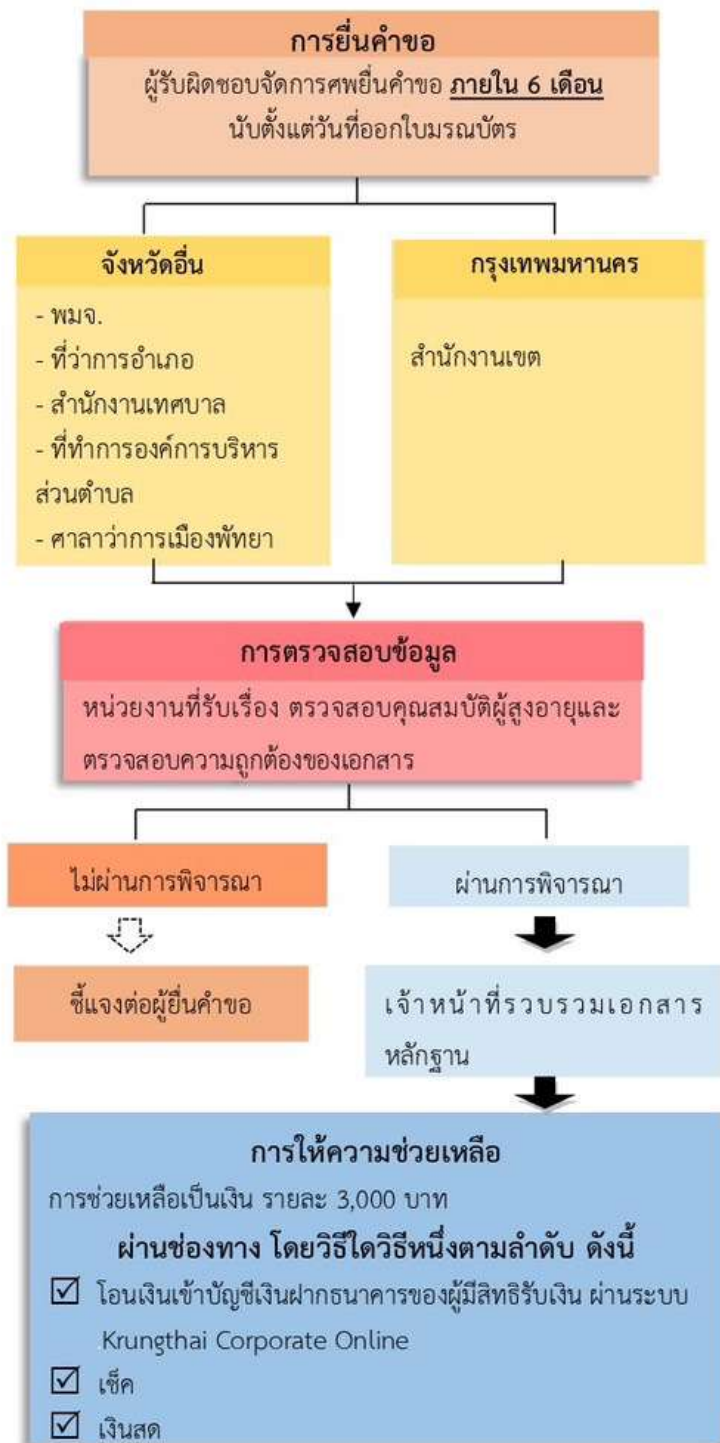 การยื่นคำขอ
ผู้รับผิดชอบจัดการศพยื่นคำขอ ภายใน 6 เดือน
นับตั้งแต่วันที่ออกใบมรณบัตร
จังหวัดอื่น
- พมจ.
- ที่ว่าการอำเภอ
- สำนักงานเทศบาล
- ที่ทำการองค์การบริหาร
ส่วนตำบล
- ศาลาว่าการเมืองพัทยา
กรุงเทพมหานคร
สำนักงานเขต
การตรวจสอบข้อมูล
หน่วยงานที่รับเรื่อง ตรวจสอบคุณสมบัติผู้สูงอายุและ
ตรวจสอบความถูกต้องของเอกสาร
ไม่ผ่านการพิจารณา
ชี้แจงต่อผู้ยื่นคำขอ
ผ่านการพิจารณา
เจ้าหน้าที่รวบรวมเอกสาร
หลักฐาน
การให้ความช่วยเหลือ
การช่วยเหลือเป็นเงิน รายละ 3,000 บาท
ผ่านช่องทาง โดยวิธีใดวิธีหนึ่งตามลำดับ ดังนี้
☑ โอนเงินเข้าบัญชีเงินฝากธนาคารของผู้มีสิทธิรับเงิน ผ่านระบบ
Krungthai Corporate Online
☑ เช็ค
☑ เงินสด